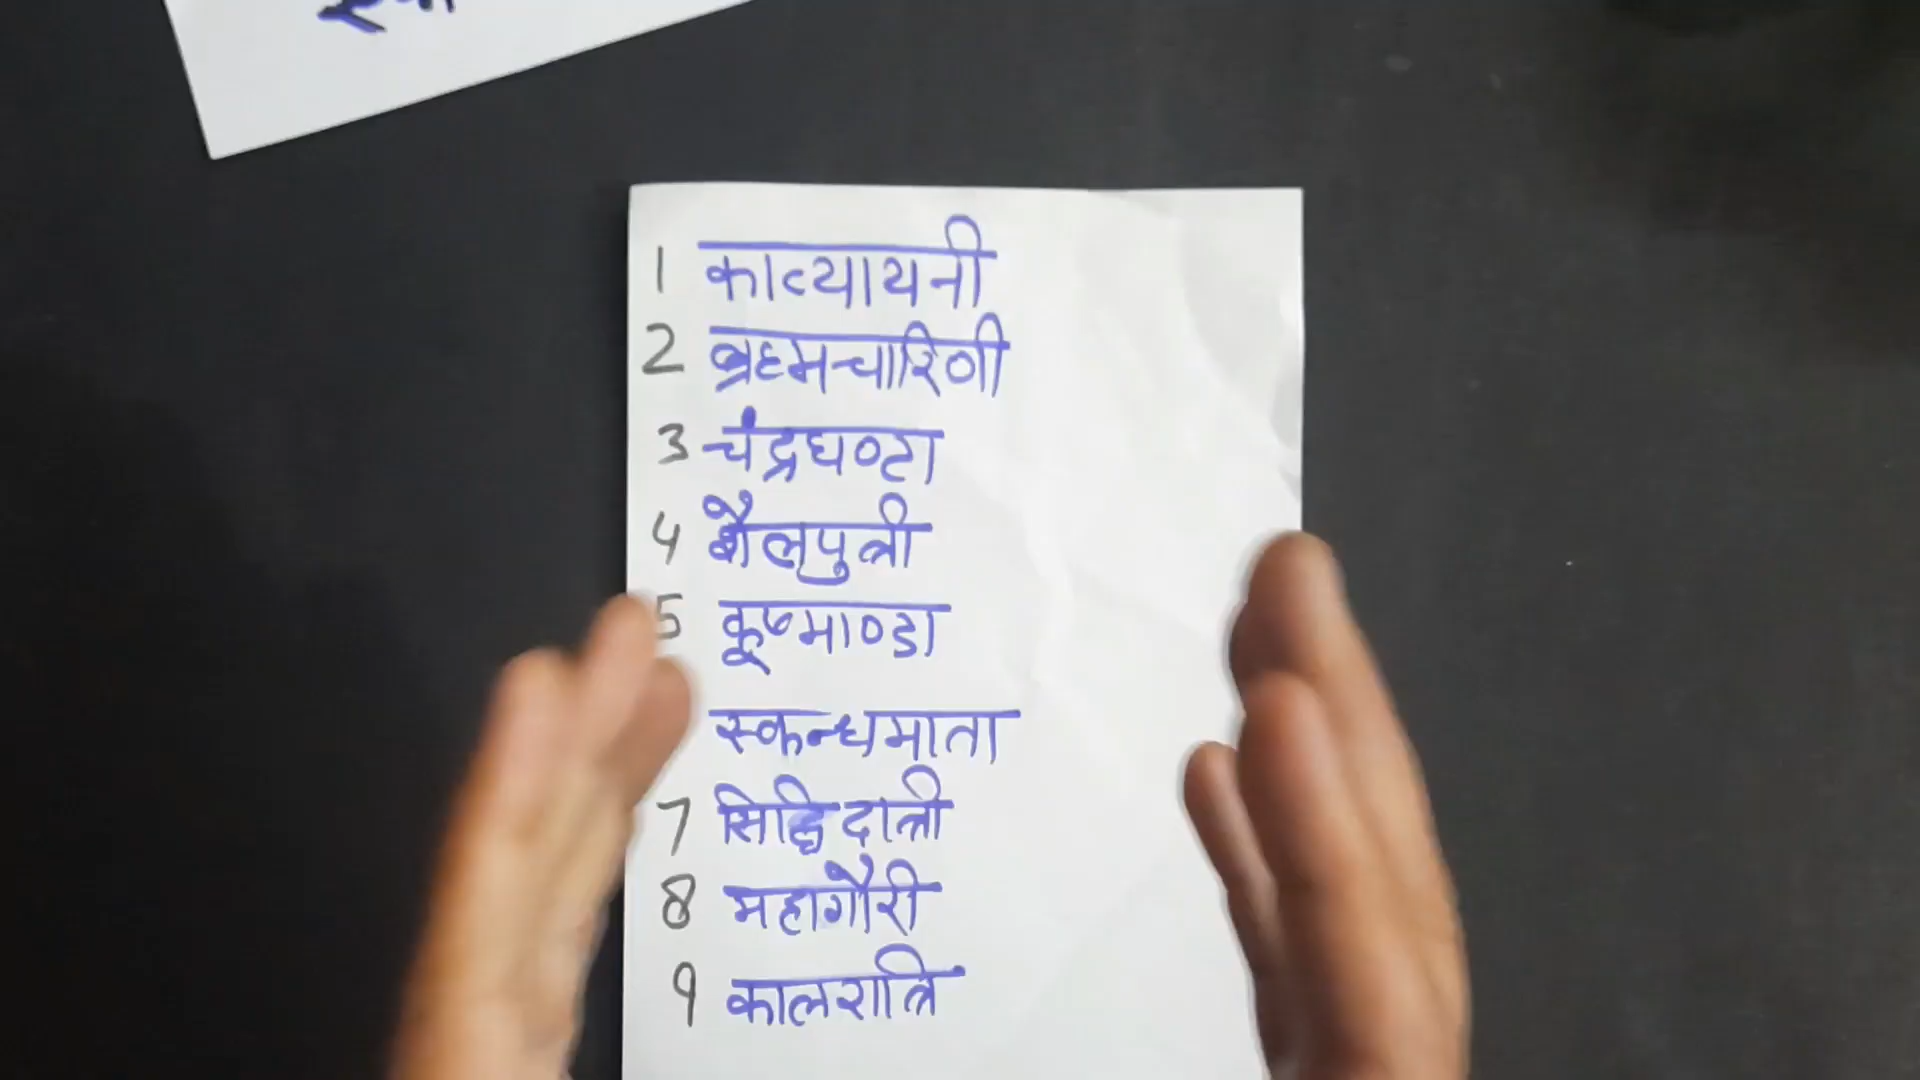 1 कात्यायनी
2 ब्रह्मचारिणी
3 चंद्रघण्टा
4 शैलपुत्री
5 कूष्माण्डा
स्कन्धमाता
7 सिद्धि दात्री
8 महागौरी
9 कालरात्रि